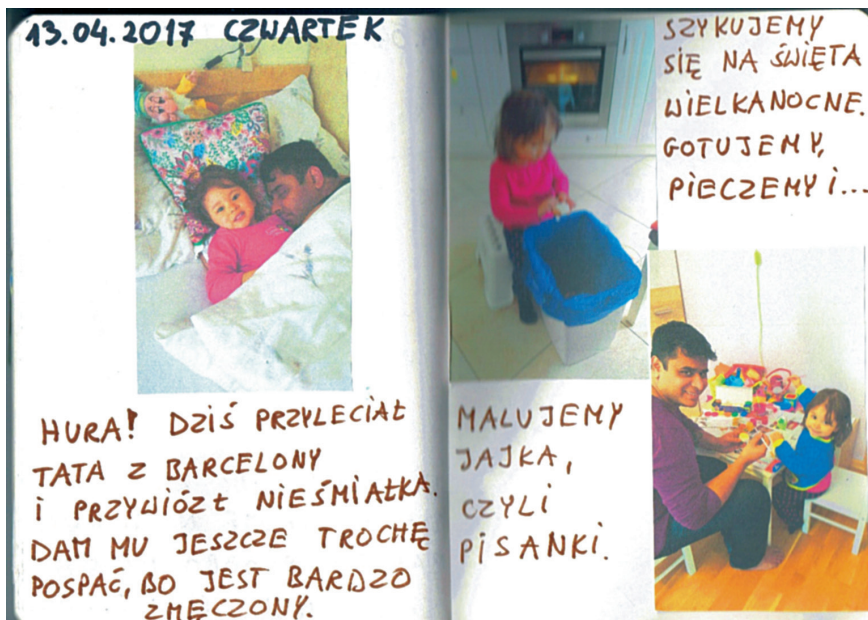 13.04.2017 CZWARTEK
HURA! DZIŚ PRZYLECIAŁ
TATA Z BARCELONY
I PRZYWIÓZŁ NIEŚMIAŁKA.
DAM MU JESZCZE TROCHĘ
POSPAĆ, BO JEST BARDZO
ZMĘCZONY.
SZYKUJEMY
SIĘ NA ŚWIĘTA
WIELKANOCNE.
GOTUJEMY,
PIECZEMY I...
MALUJEMY
JAJKA,
CZYLI
PISANKI.